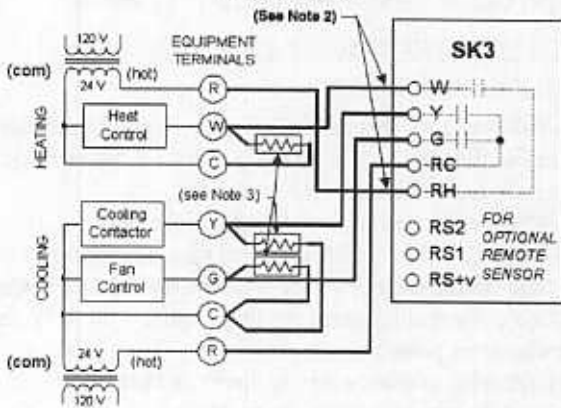 (See Note 2)
120 V
EQUIPMENT
TERMINALS
SK3
(com)
24 V
(hot)
R
W
HEATING
Heat
Control
W
Y
C
G
RC
(see Note 3)
RH
Cooling
Contactor
Y
RS2
FOR
OPTIONAL
COOLING
Fan
Control
G
RS1
REMOTE
RS+v
SENSOR
C
(com)
24 V
(hot)
R
120 V